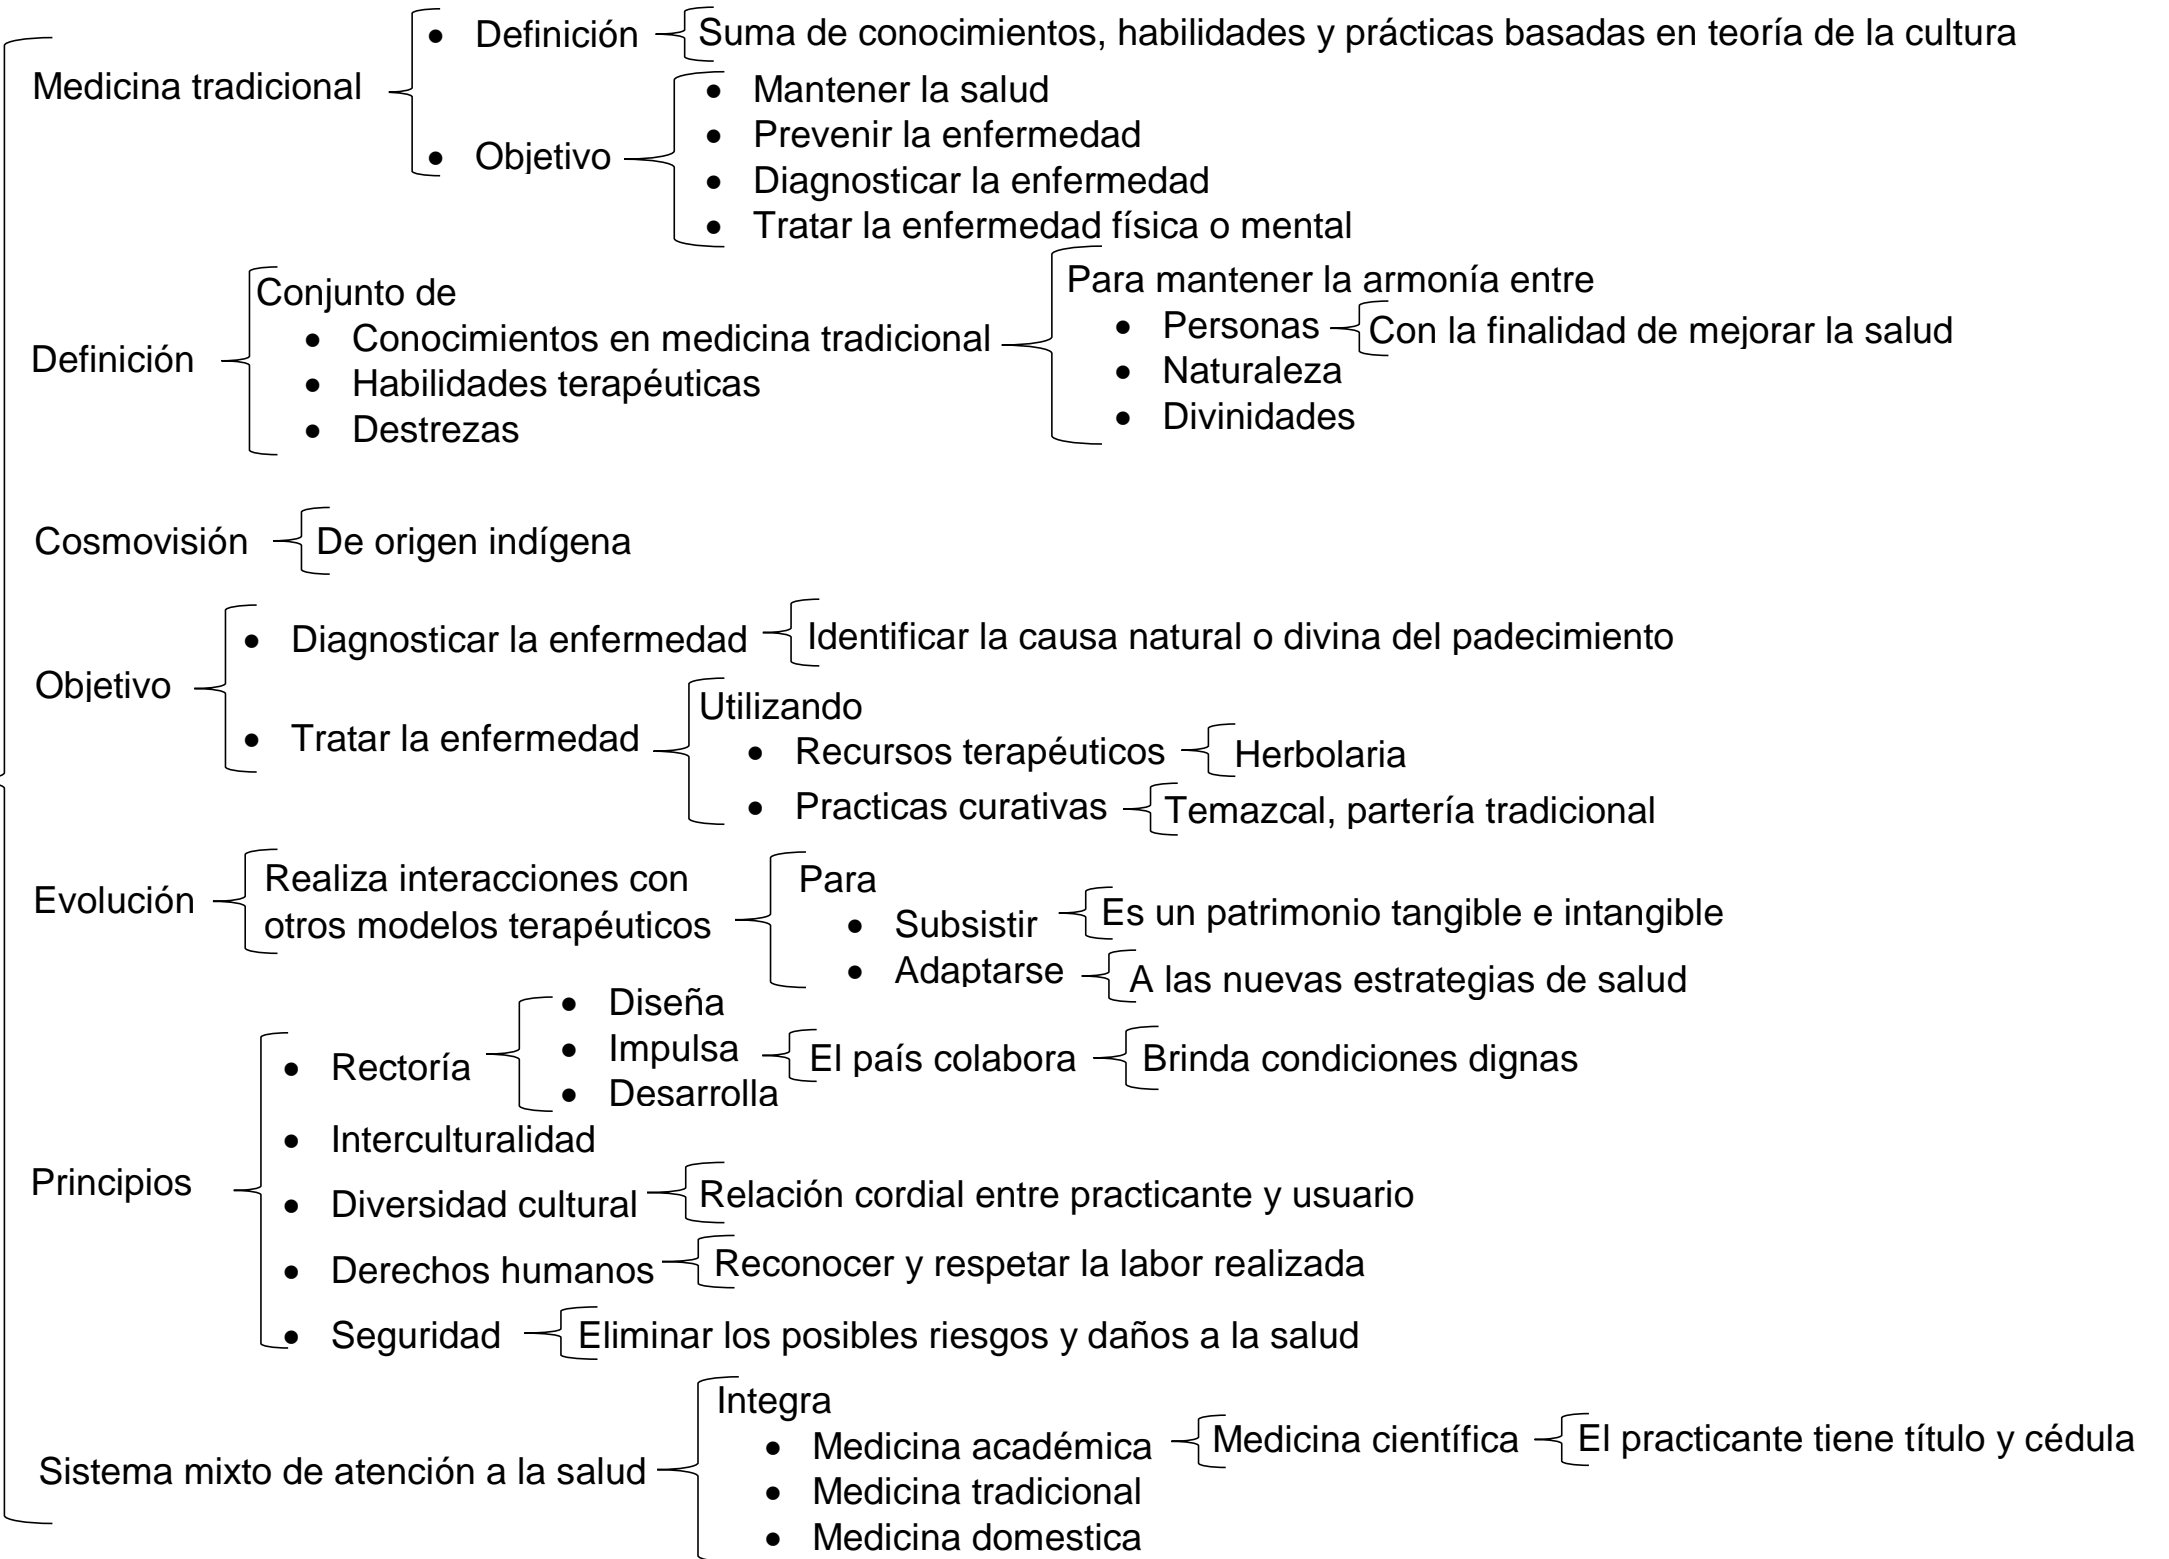 Medicina tradicional
• Definición
Suma de conocimientos, habilidades y prácticas basadas en teoría de la cultura
• Objetivo
• Mantener la salud
• Prevenir la enfermedad
• Diagnosticar la enfermedad
• Tratar la enfermedad física o mental
Definición
Conjunto de
• Conocimientos en medicina tradicional
• Habilidades terapéuticas
• Destrezas
Para mantener la armonía entre
• Personas
Con la finalidad de mejorar la salud
• Naturaleza
• Divinidades
Cosmovisión
De origen indígena
Objetivo
• Diagnosticar la enfermedad
Identificar la causa natural o divina del padecimiento
• Tratar la enfermedad
Utilizando
• Recursos terapéuticos
Herbolaria
• Practicas curativas
Temazcal, partería tradicional
Evolución
Realiza interacciones con
otros modelos terapéuticos
Para
• Subsistir
Es un patrimonio tangible e intangible
• Adaptarse
A las nuevas estrategias de salud
Principios
• Rectoría
• Diseña
• Impulsa
• Desarrolla
El país colabora
Brinda condiciones dignas
• Interculturalidad
• Diversidad cultural
Relación cordial entre practicante y usuario
• Derechos humanos
Reconocer y respetar la labor realizada
• Seguridad
Eliminar los posibles riesgos y daños a la salud
Sistema mixto de atención a la salud
Integra
• Medicina académica
Medicina científica
El practicante tiene título y cédula
• Medicina tradicional
• Medicina domestica